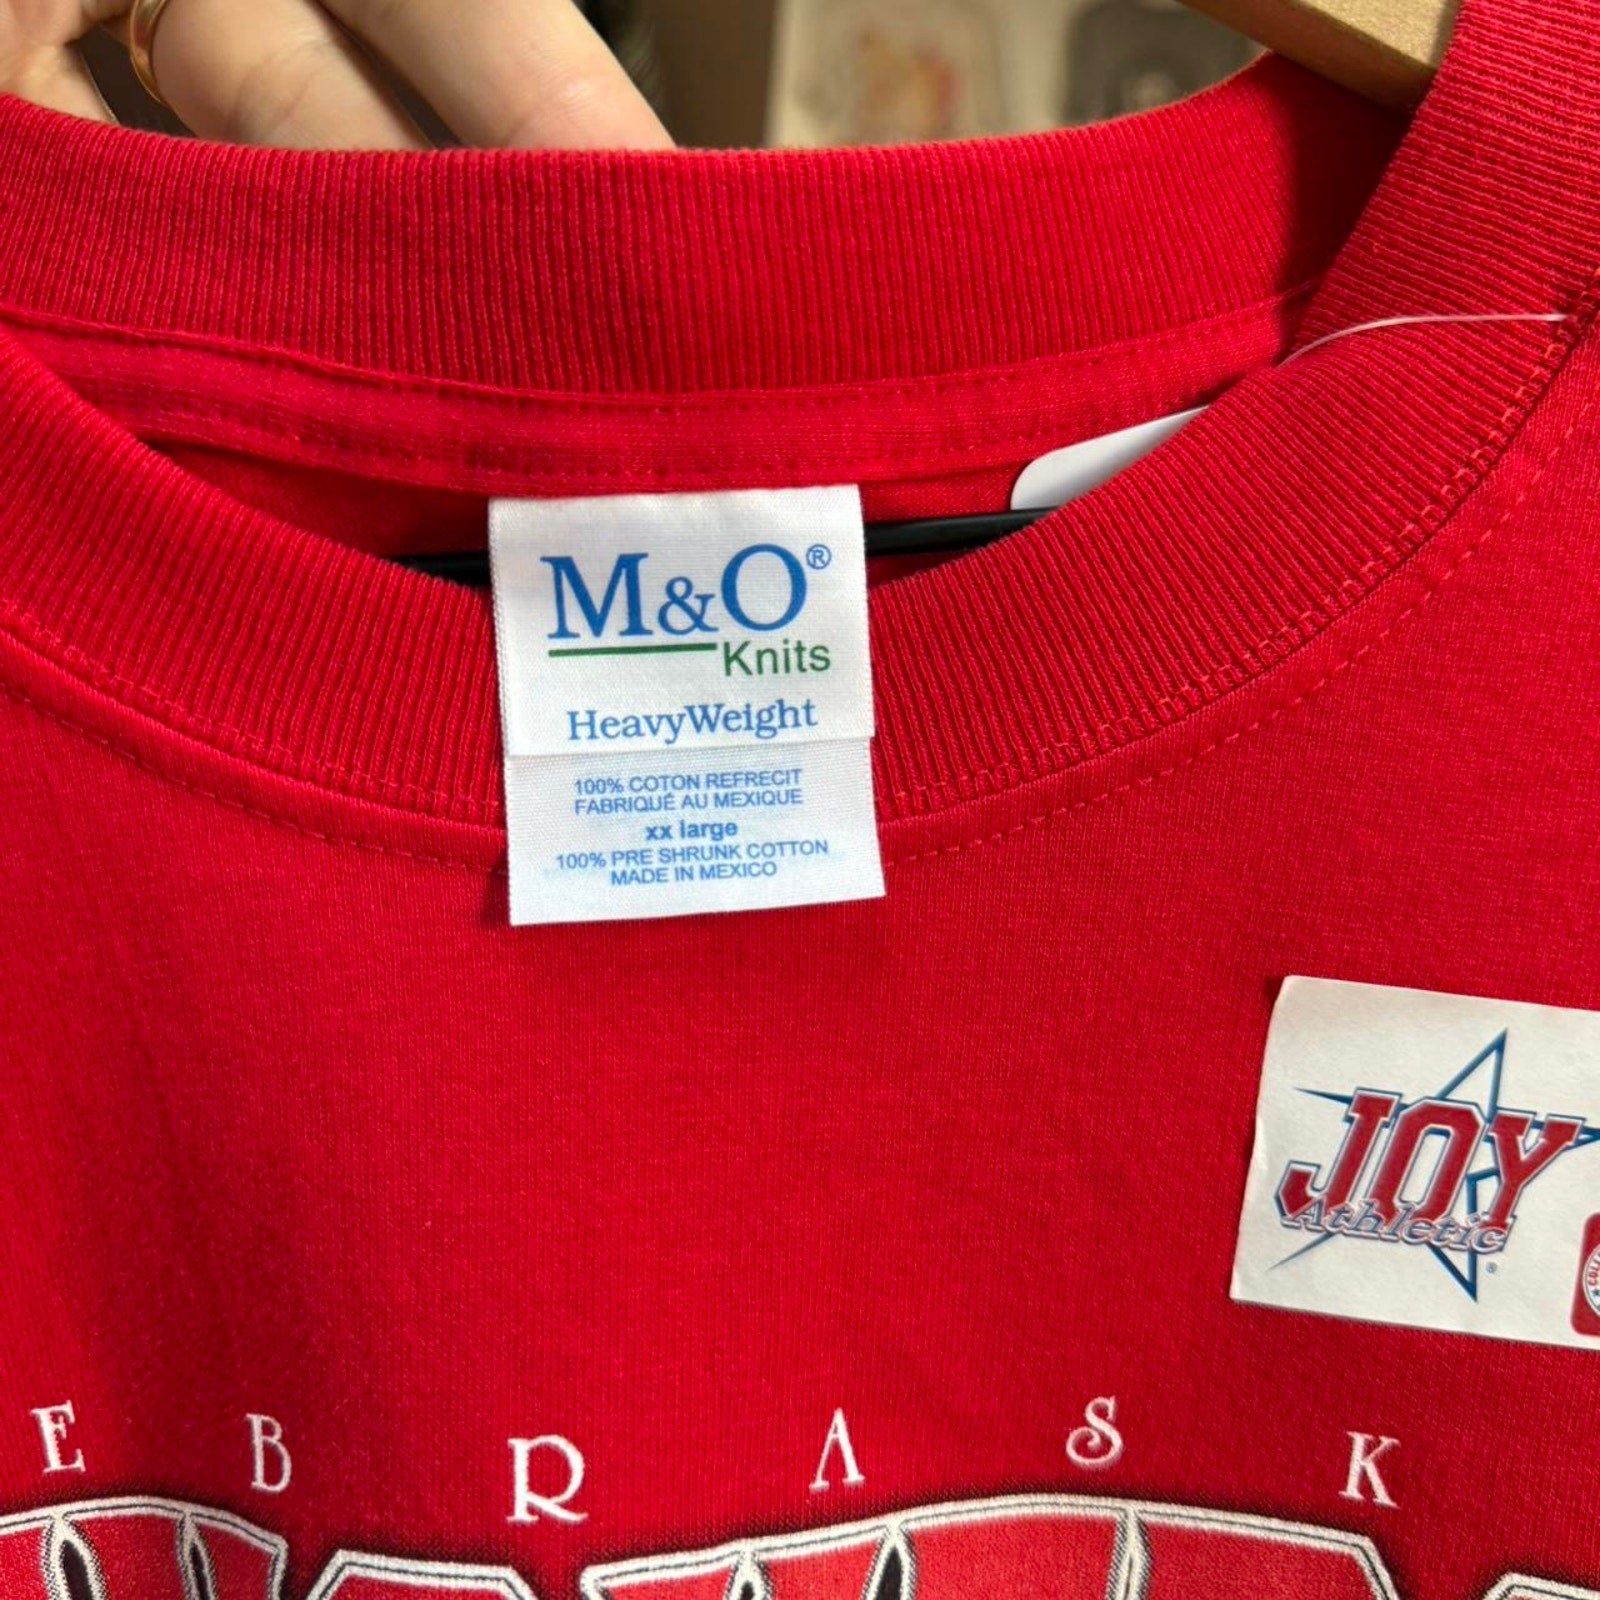 M&O®
Knits
HeavyWeight
100% COTON REFRECIT
FABRIQUÉ AU MEXIQUE
xx large
100% PRE SHRUNK COTTON
MADE IN MEXICO
JOY
Athletic
®
E B R A S K